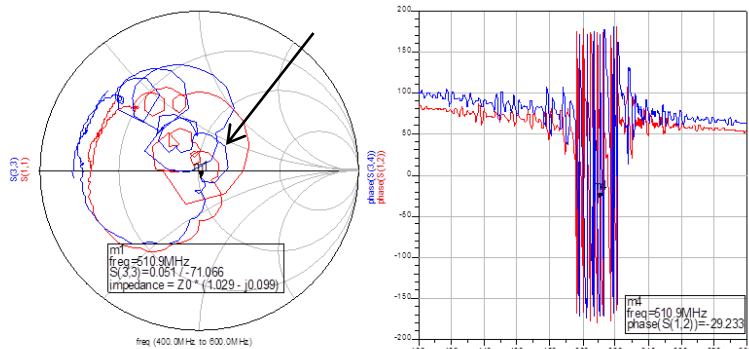 S(3,3)
S(1,1)
m1
m1
freq=510.9MHz
S(3,3)=0.051 / -71.066
impedance = Z0 * (1.029 - j0.099)
freq (400.0MHz to 600.0MHz)
phase(S(3,4))
phase(S(1,2))
200
150
100
50
0
-50
-100
-150
-200
m4
freq=510.9MHz
phase(S(1,2))=-29.233